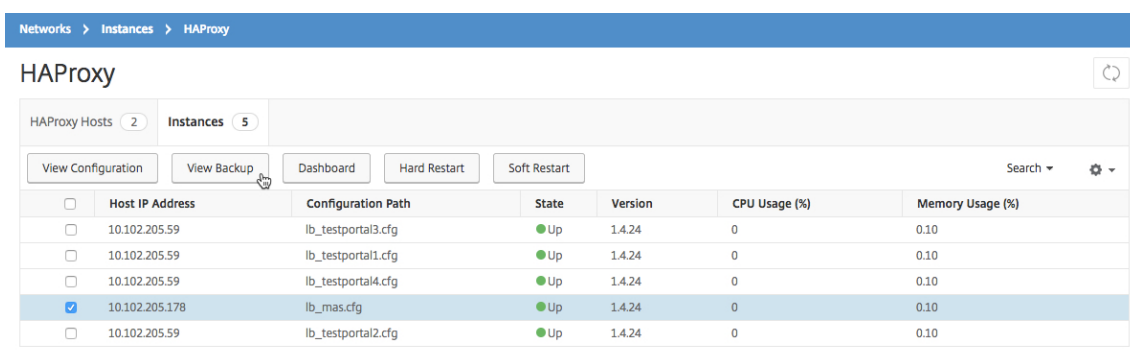 Networks > Instances > HAProxy
HAProxy
HAProxy Hosts 2 Instances 5
View Configuration View Backup Dashboard Hard Restart Soft Restart Search
Host IP Address Configuration Path State Version CPU Usage (%) Memory Usage (%)
10.102.205.59 lb_testportal3.cfg Up 1.4.24 0 0.10
10.102.205.59 lb_testportal1.cfg Up 1.4.24 0 0.10
10.102.205.59 lb_testportal4.cfg Up 1.4.24 0 0.10
10.102.205.178 lb_mas.cfg Up 1.4.24 0 0.10
10.102.205.59 lb_testportal2.cfg Up 1.4.24 0 0.10